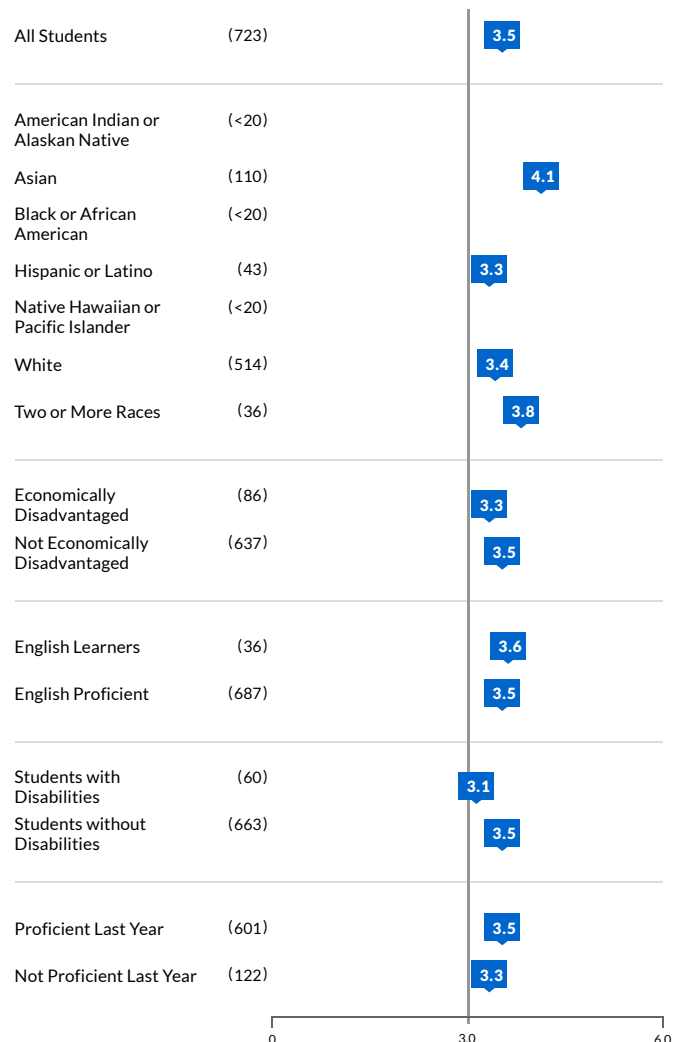 All Students (723) 3.5
American Indian or (<20)
Alaskan Native
Asian (110) 4.1
Black or African (<20)
American
Hispanic or Latino (43) 3.3
Native Hawaiian or (<20)
Pacific Islander
White (514) 3.4
Two or More Races (36) 3.8
Economically (86) 3.3
Disadvantaged
Not Economically (637) 3.5
Disadvantaged
English Learners (36) 3.6
English Proficient (687) 3.5
Students with (60) 3.1
Disabilities
Students without (663) 3.5
Disabilities
Proficient Last Year (601) 3.5
Not Proficient Last Year (122) 3.3
0 3.0 6.0